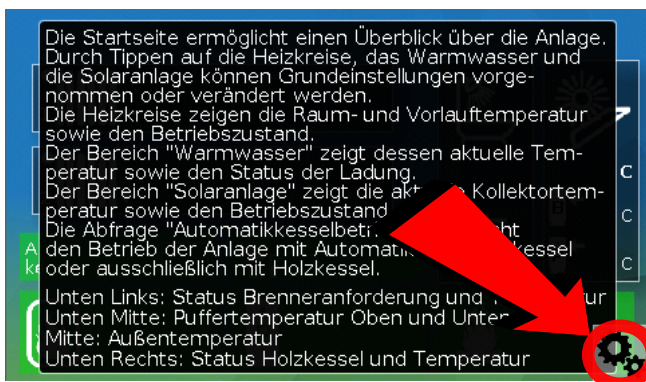 Die Startseite ermöglicht einen Überblick über die Anlage.
Durch Tippen auf die Heizkreise, das Warmwasser und
die Solaranlage können Grundeinstellungen vorge-
nommen oder verändert werden.
Die Heizkreise zeigen die Raum- und Vorlauftemperatur
sowie den Betriebszustand.
Der Bereich "Warmwasser" zeigt dessen aktuelle Tem-
peratur sowie den Status der Ladung.
Der Bereich "Solaranlage" zeigt die Kollektortem-
peratur sowie den Betriebszustand
Die Abfrage
den Betrieb der Anlage mit
oder ausschließlich mit Holzkessel.
Unten Links: Status Brenneranforderung und
Unten Mitte: Puffertemperatur Oben und Unten
Mitte: Außentemperatur
Unten Rechts: Status Holzkessel und Temperatur
C
C
C